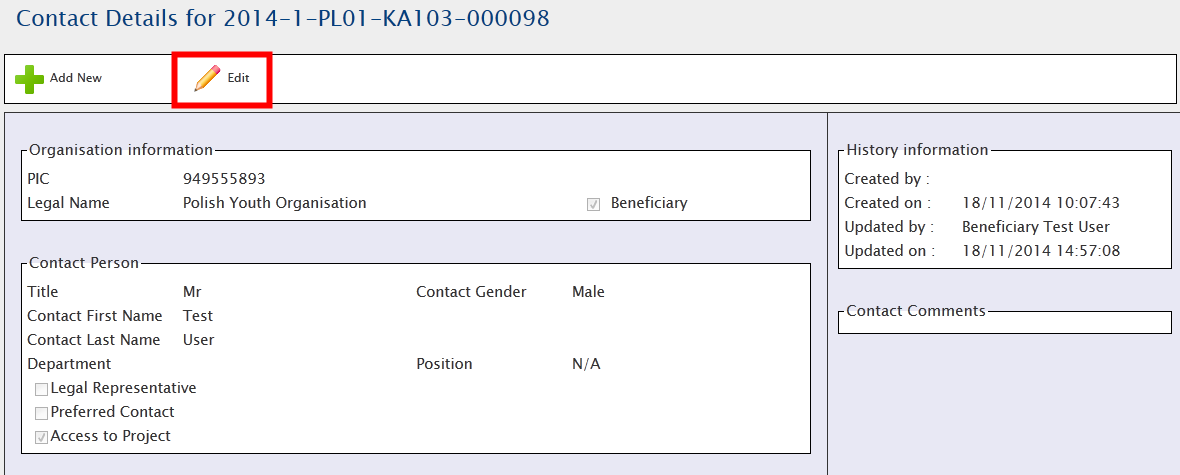 Contact Details for 2014-1-PL01-KA103-000098
Add New Edit
Organisation information
PIC 949555893
Legal Name Polish Youth Organisation Beneficiary
Contact Person
Title Mr Contact Gender Male
Contact First Name Test
Contact Last Name User
Department Position N/A
Legal Representative
Preferred Contact
Access to Project
History information
Created by :
Created on : 18/11/2014 10:07:43
Updated by : Beneficiary Test User
Updated on : 18/11/2014 14:57:08
Contact Comments